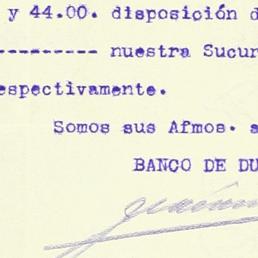 y 44.00. disposición d
---------- nuestra Sucur
espectivamente.
Somos sus Afmos. s
BANCO DE DU